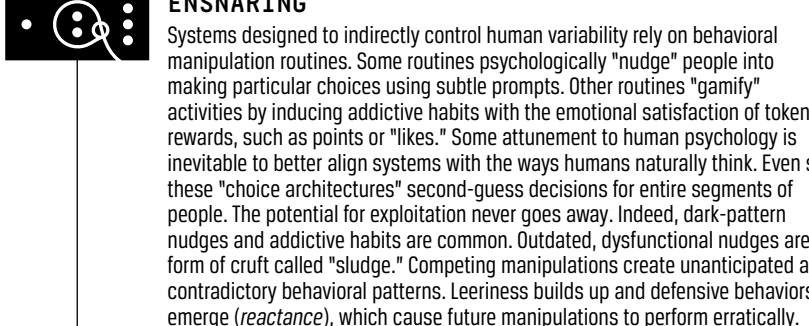 ENSNARING
Systems designed to indirectly control human variability rely on behavioral
manipulation routines. Some routines psychologically "nudge" people into
making particular choices using subtle prompts. Other routines "gamify"
activities by inducing addictive habits with the emotional satisfaction of token
rewards, such as points or "likes." Some attunement to human psychology is
inevitable to better align systems with the ways humans naturally think. Even
these "choice architectures" second-guess decisions for entire segments of
people. The potential for exploitation never goes away. Indeed, dark-pattern
nudges and addictive habits are common. Outdated, dysfunctional nudges are
form of cruft called "sludge." Competing manipulations create unanticipated
contradictory behavioral patterns. Leeriness builds up and defensive behaviors
emerge (reactance), which cause future manipulations to perform erratically.